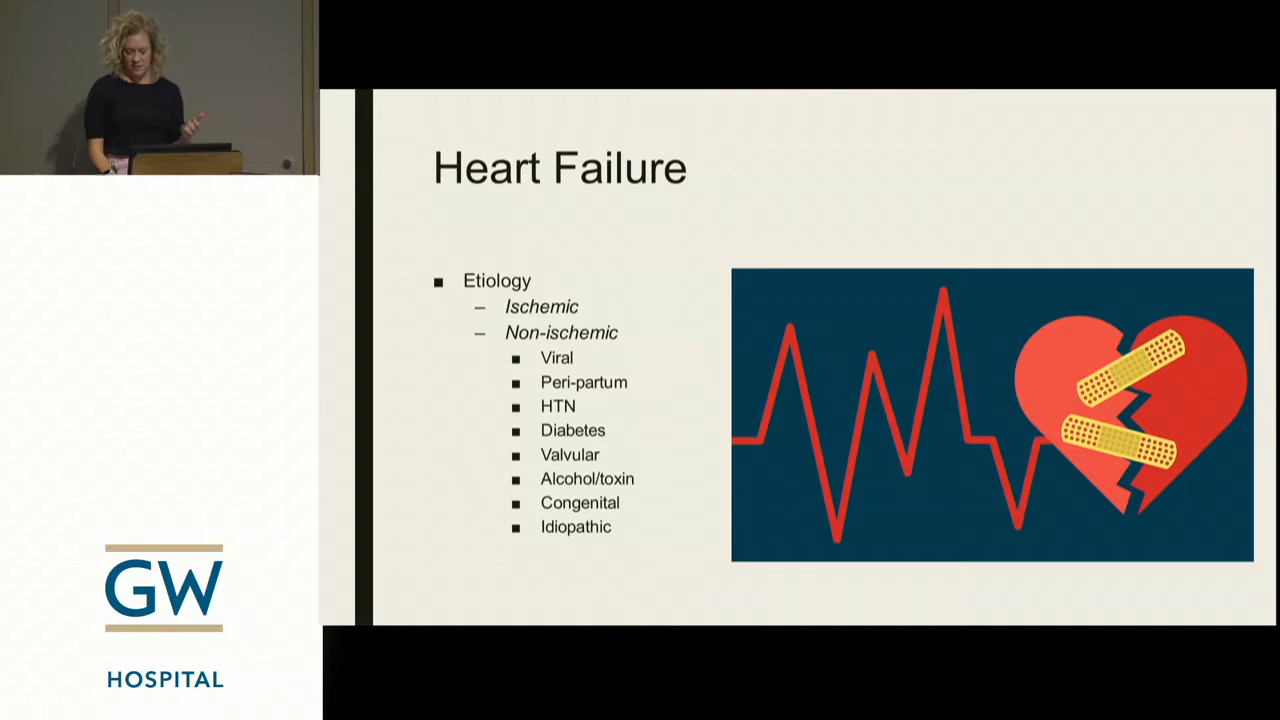 Heart Failure
Etiology
– Ischemic
– Non-ischemic
Viral
Peri-partum
HTN
Diabetes
Valvular
Alcohol/toxin
Congenital
Idiopathic
GW
HOSPITAL